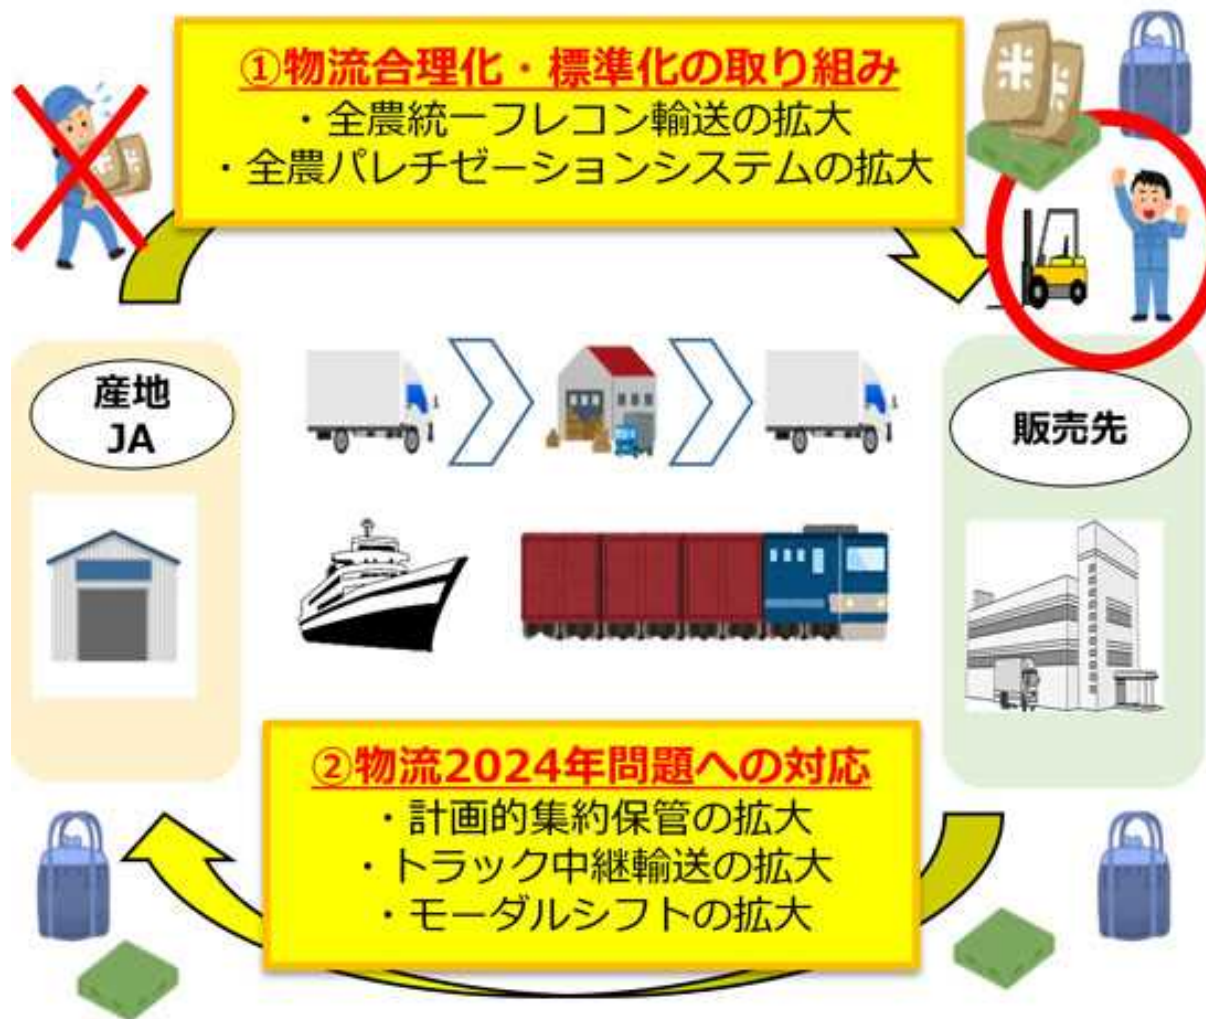 ①物流合理化・標準化の取り組み
・全農統一フレコン輸送の拡大
・全農パレチゼーションシステムの拡大
米
産地
JA
販売先
②物流2024年問題への対応
・計画的集約保管の拡大
・トラック中継輸送の拡大
・モーダルシフトの拡大